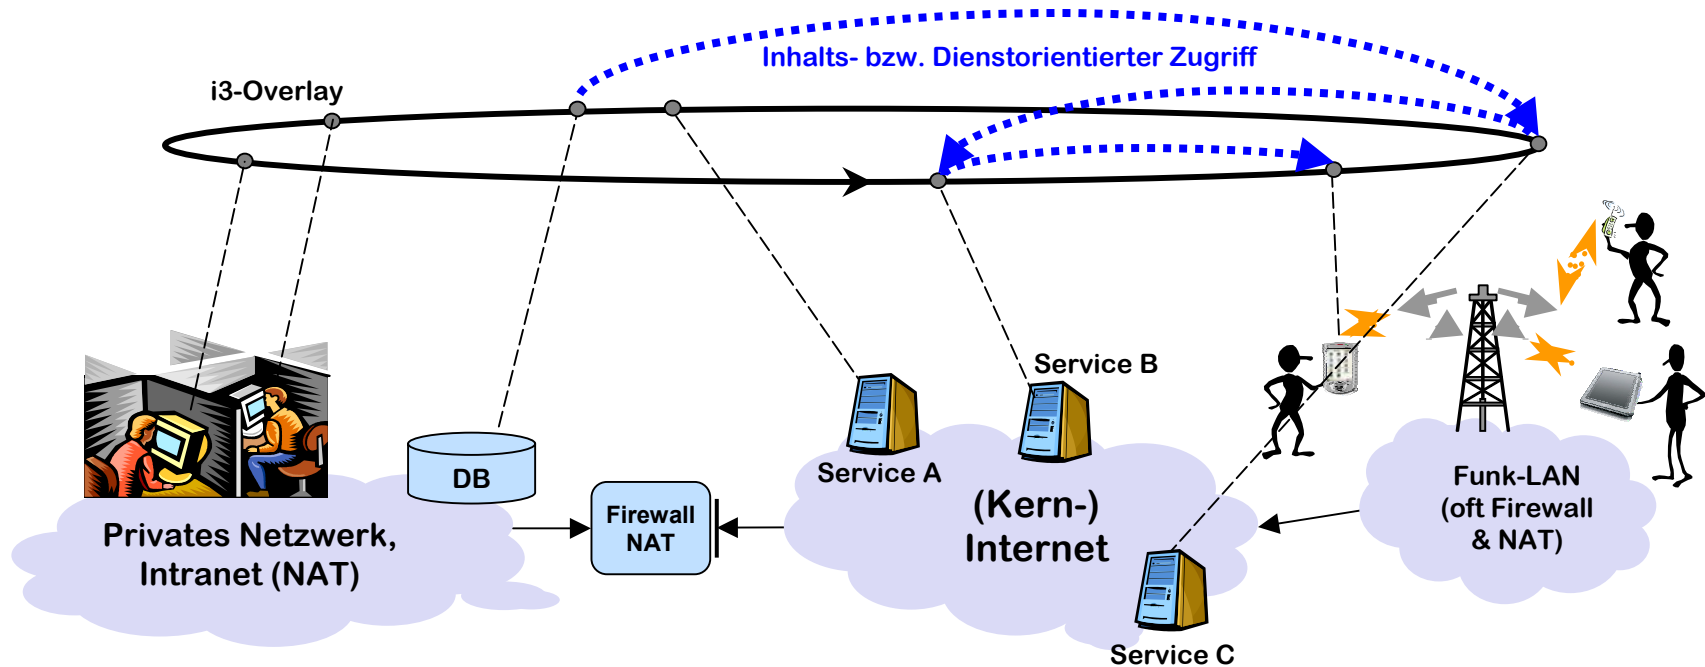 Inhalts- bzw. Dienstorientierter Zugriff
i3-Overlay
Service B
Service A
DB
Firewall
NAT
(Kern-)
Internet
Privates Netzwerk,
Intranet (NAT)
Funk-LAN
(oft Firewall
& NAT)
Service C